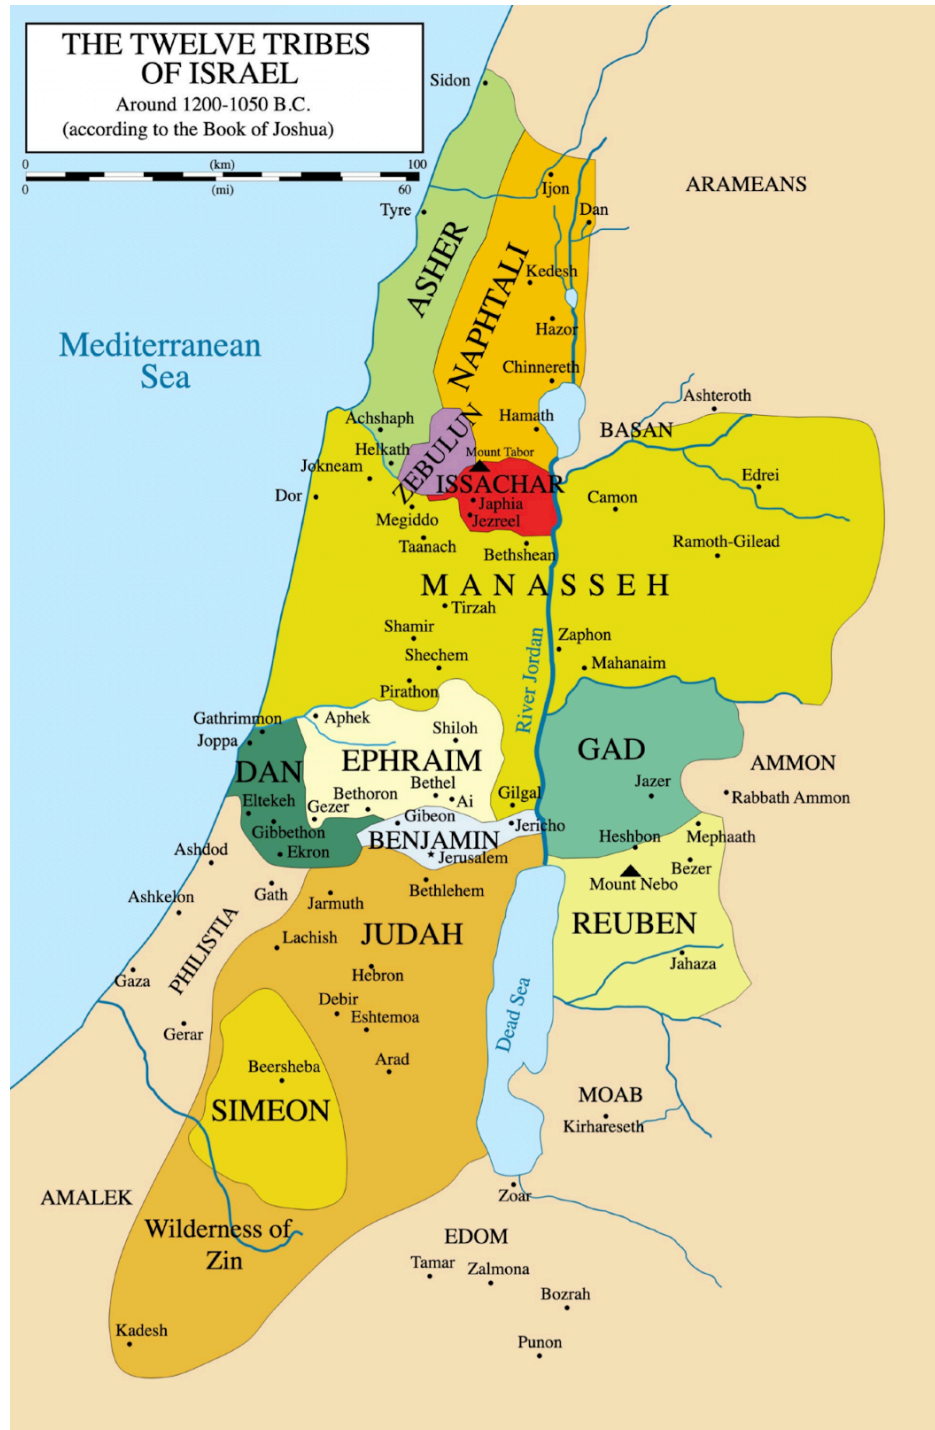 THE TWELVE TRIBES
OF ISRAEL
Around 1200-1050 B.C.
(according to the Book of Joshua)
0 (km) 100
0 (mi) 60
Sidon
ARAMEANS
Ijon
Tyre
Dan
ASHER
NAPHTALI
Kedesh
Hazor
Mediterranean
Sea
Chinnereth
Ashteroth
Achshaph
Hamath
BASAN
ZEBULUN
Helkath
Mount Tabor
Jokneam
ISSACHAR
Edrei
Dor
Japhia
Camon
Megiddo
Jezreel
Taanach
Bethshean
Ramoth-Gilead
MANASSEH
Tirzah
Shamir
Zaphon
Shechem
Mahanaim
Pirathon
River Jordan
Gathrimmon
Aphek
Joppa
Shiloh
GAD
DAN
EPHRAIM
AMMON
Bethel
Jazer
Eltekeh
Bethoron
Gilgal
Rabbath Ammon
Gezer
Ai
Gibeon
Gibbethon
Jericho
BENJAMIN
Heshbon
Mephaath
Ashdod
Ekron
Jerusalem
Bezer
Mount Nebo
Gath
Bethlehem
Ashkelon
Jarmuth
PHILISTIA
JUDAH
REUBEN
Lachish
Jahaza
Hebron
Gaza
Debir
Dead Sea
Eshtemoa
Gerar
Arad
Beersheba
MOAB
SIMEON
Kirhareseth
AMALEK
Zoar
Wilderness of
Zin
EDOM
Tamar
Zalmona
Bozrah
Kadesh
Punon